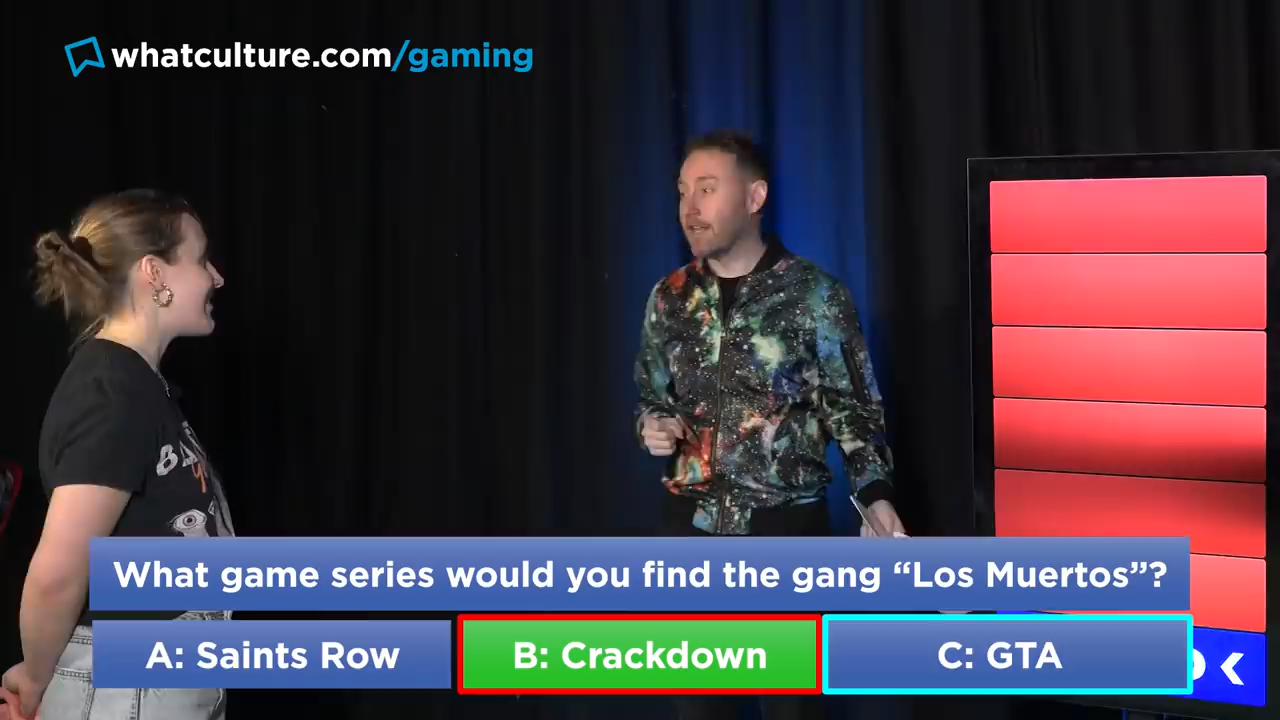 whatculture.com/gaming
What game series would you find the gang “Los Muertos”?
A: Saints Row
B: Crackdown
C: GTA